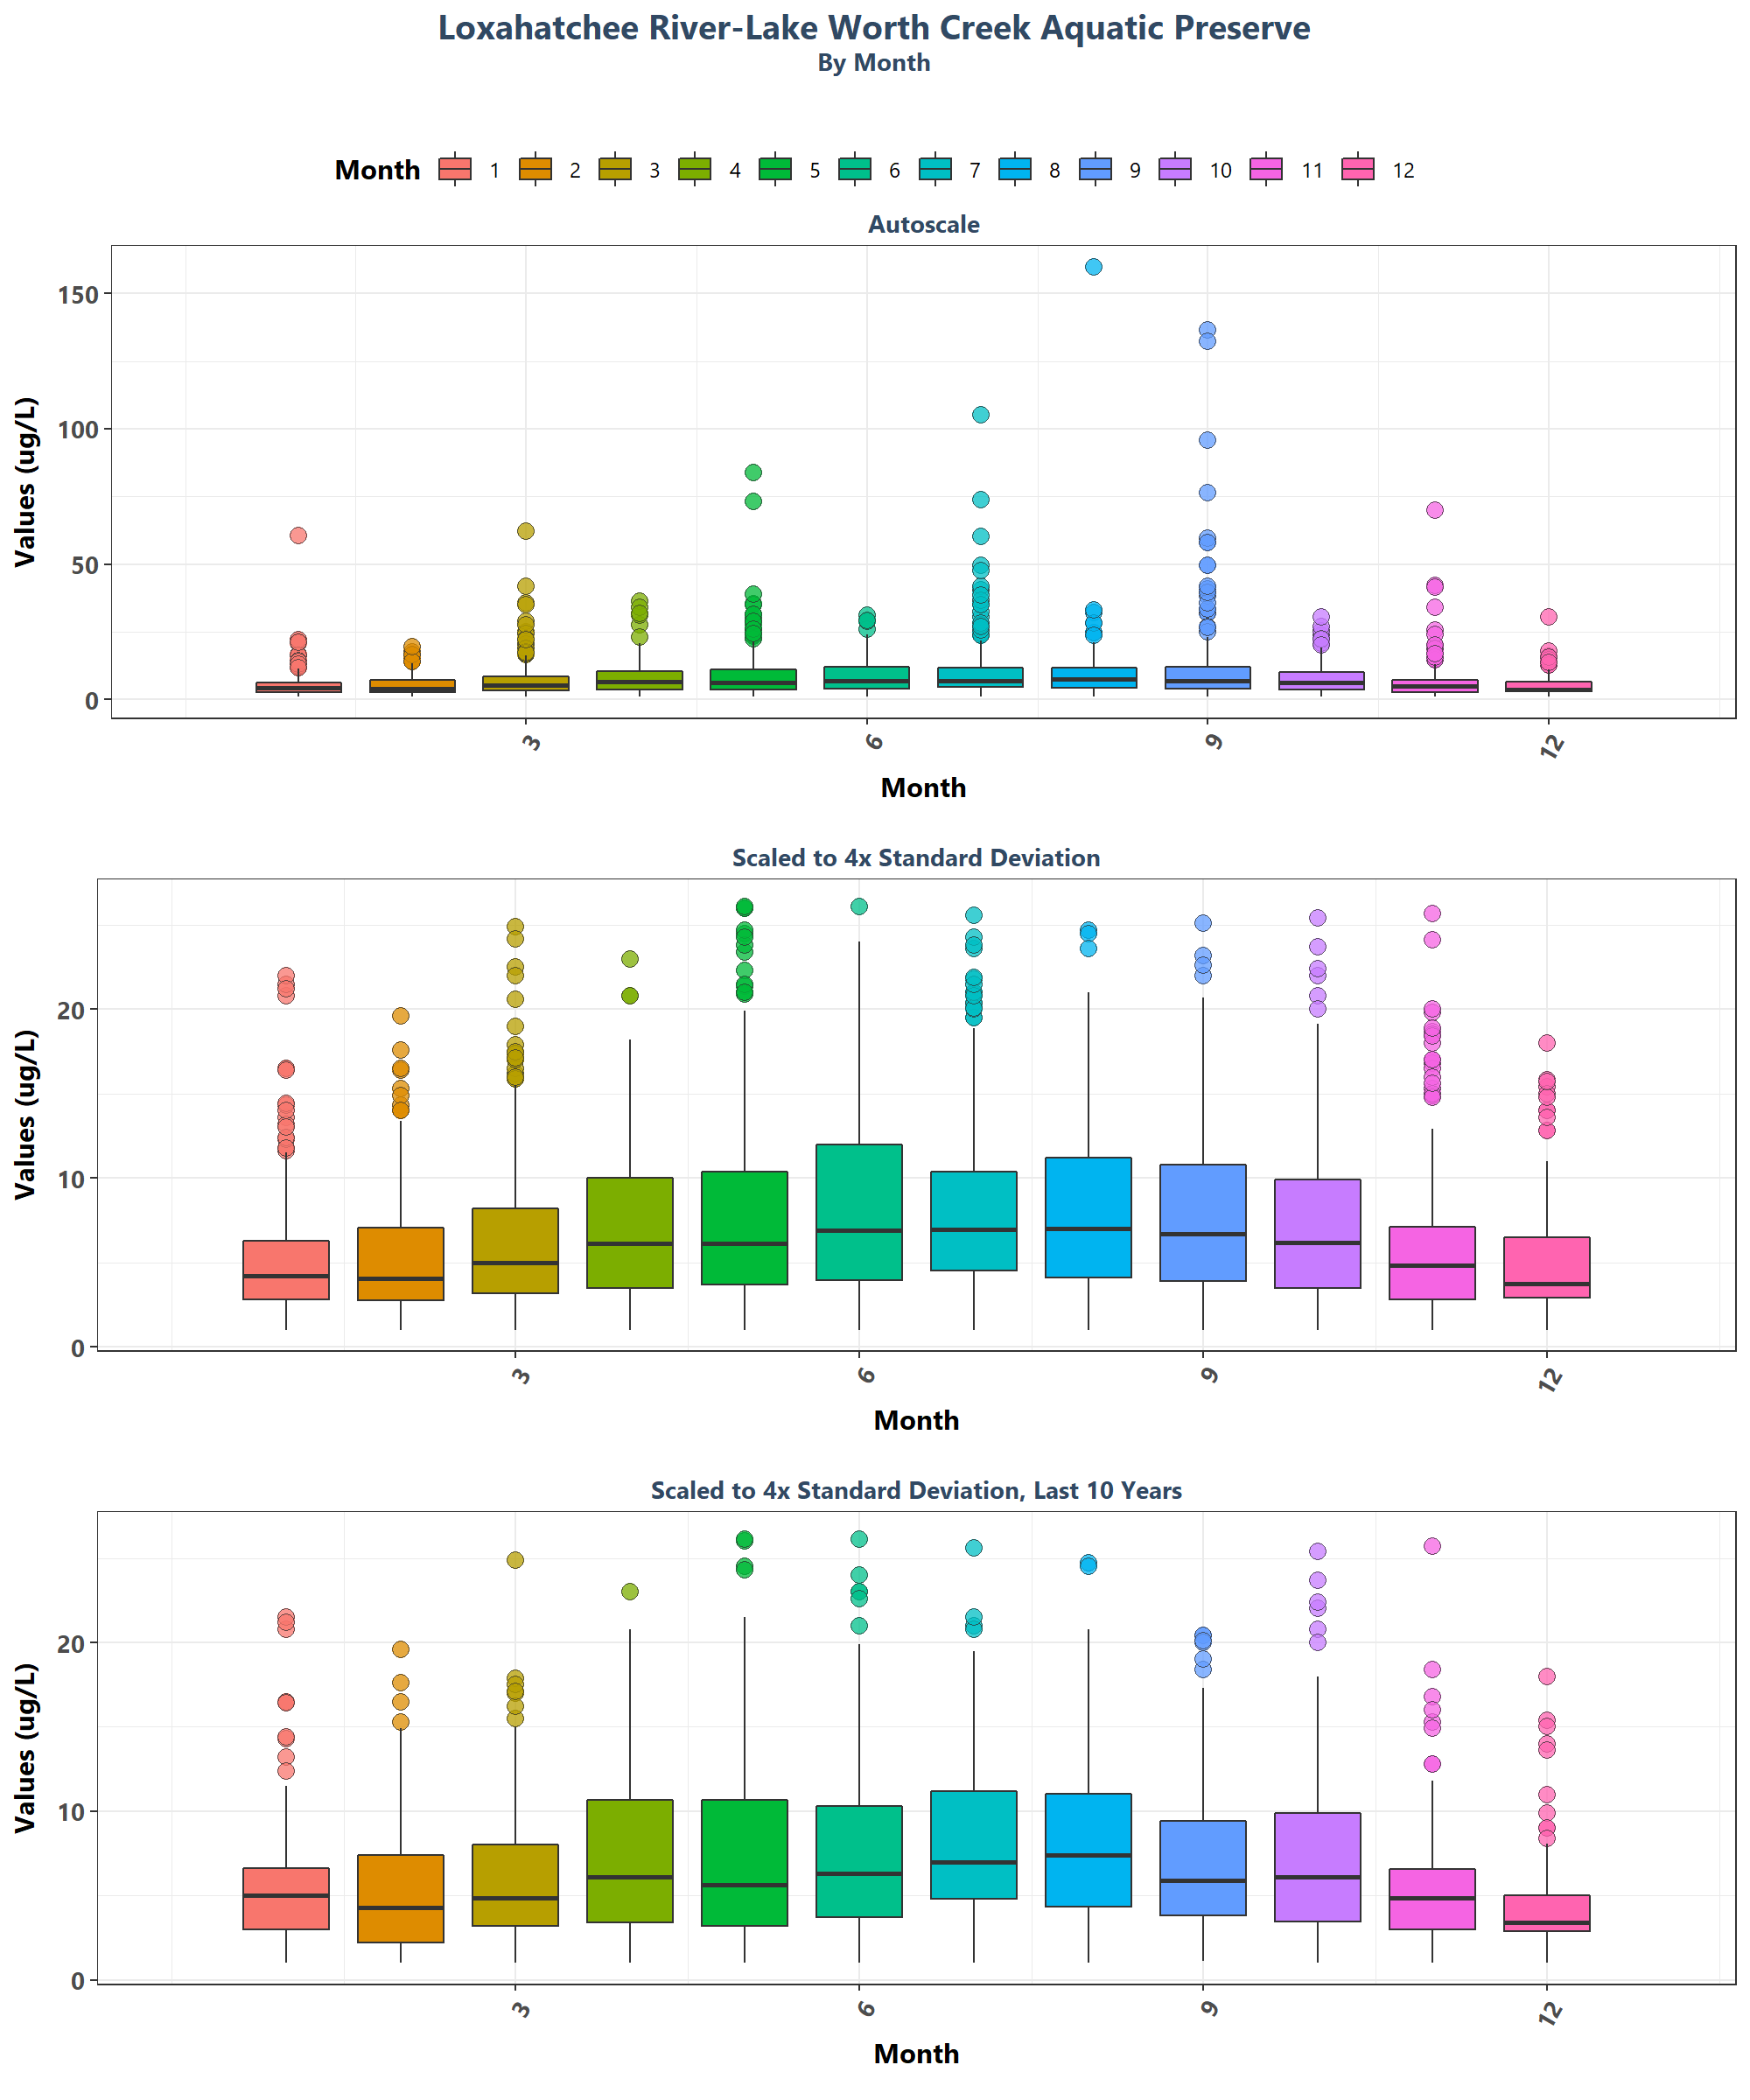 Loxahatchee River-Lake Worth Creek Aquatic Preserve
By Month
Month 1 2 3 4 5 6 7 8 9 10 11 12
Autoscale
Values (ug/L)
150
100
50
0
3 6 9 12
Month
Scaled to 4x Standard Deviation
Values (ug/L)
20
10
0
3 6 9 12
Month
Scaled to 4x Standard Deviation, Last 10 Years
Values (ug/L)
20
10
0
3 6 9 12
Month